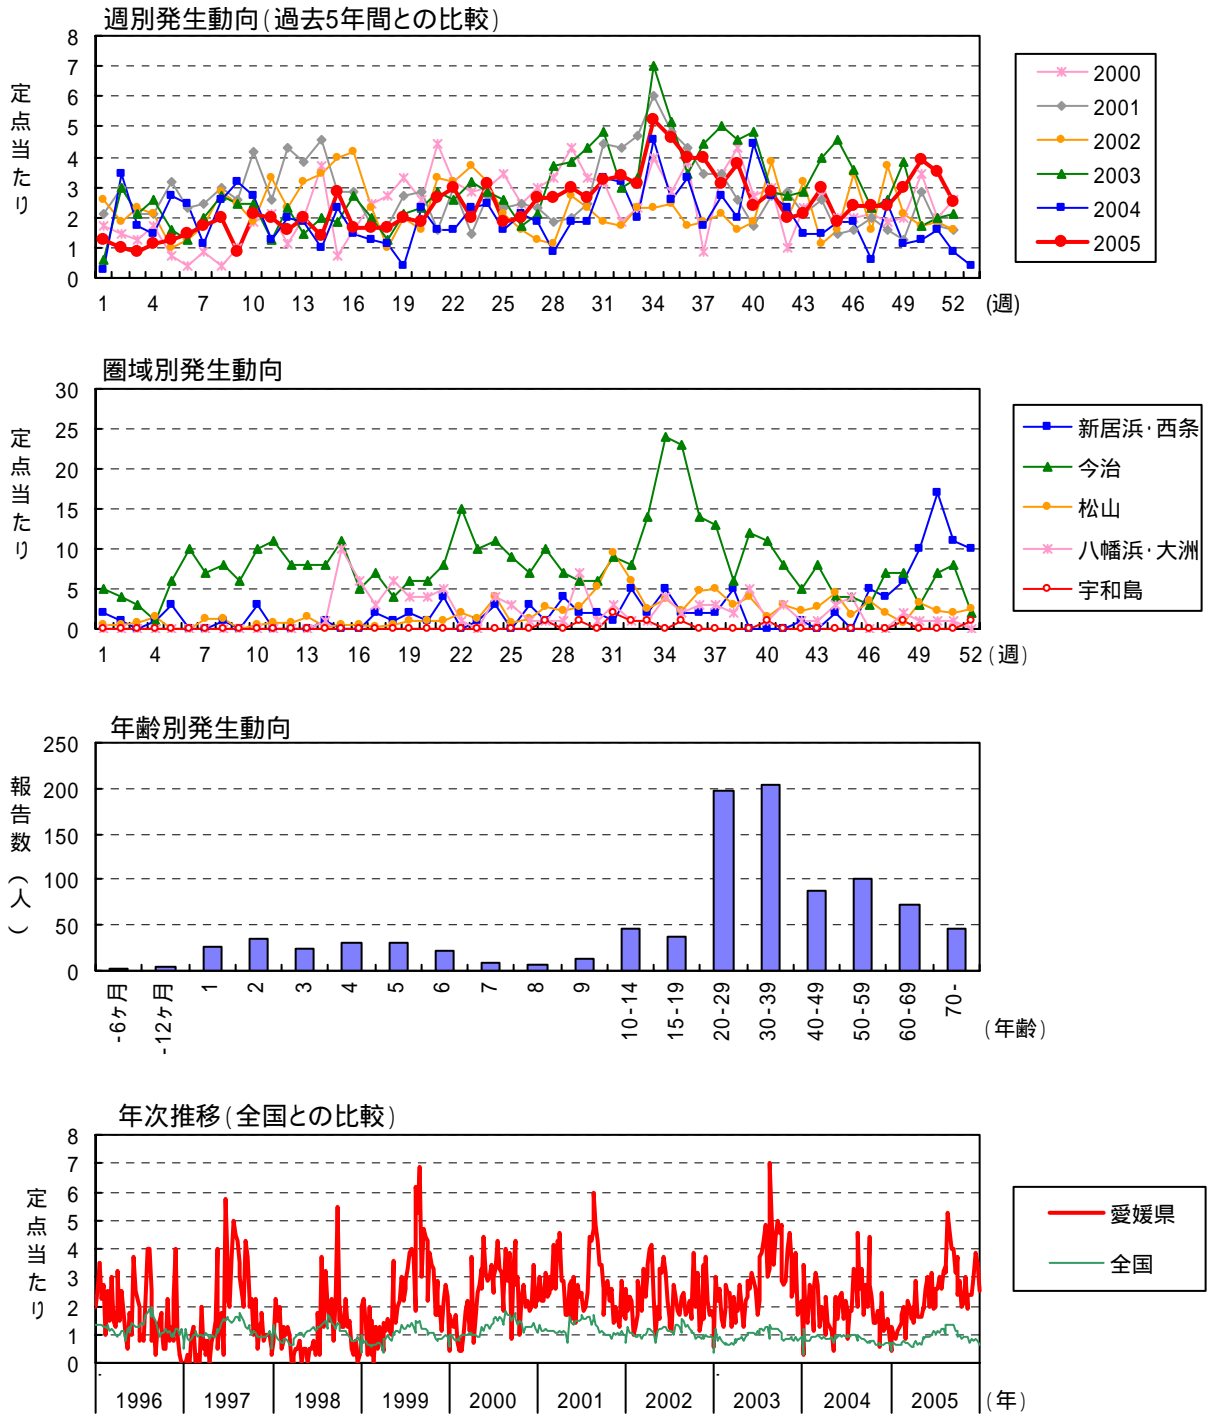 週別発生動向(過去5年間との比較)
定点当たり
8
7
6
5
4
3
2
1
0
1 4 7 10 13 16 19 22 25 28 31 34 37 40 43 46 49 52 (週)
2000
2001
2002
2003
2004
2005
圏域別発生動向
定点当たり
30
25
20
15
10
5
0
1 4 7 10 13 16 19 22 25 28 31 34 37 40 43 46 49 52 (週)
新居浜・西条
今治
松山
八幡浜・大洲
宇和島
年齢別発生動向
報告数(人)
250
200
150
100
50
0
-6ヶ月 -12ヶ月 1 2 3 4 5 6 7 8 9 10-14 15-19 20-29 30-39 40-49 50-59 60-69 70- (年齢)
年次推移(全国との比較)
定点当たり
8
7
6
5
4
3
2
1
0
1996 1997 1998 1999 2000 2001 2002 2003 2004 2005 (年)
愛媛県
全国